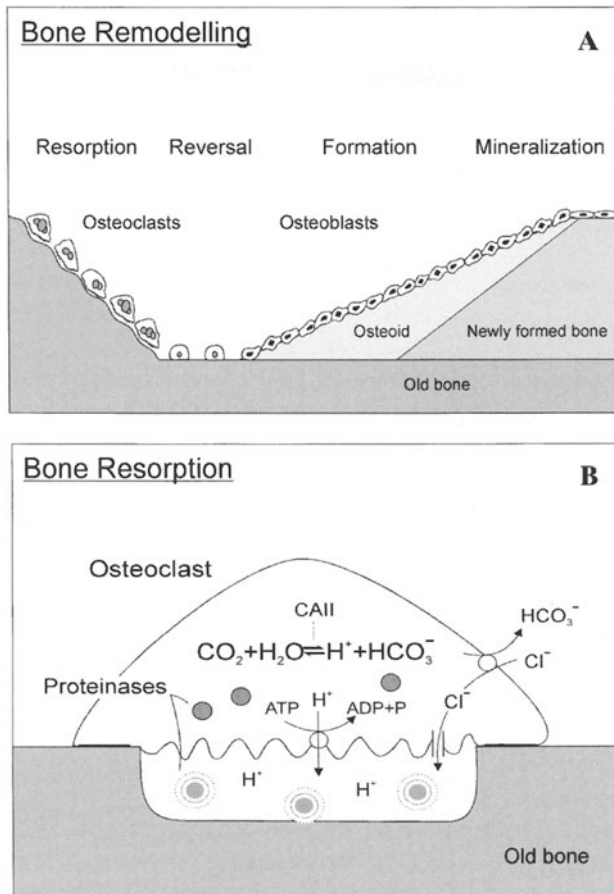 Bone Remodelling
A
Resorption Reversal Formation Mineralization
Osteoclasts Osteoblasts
Osteoid Newly formed bone
Old bone
Bone Resorption
B
Osteoclast
CAII
HCO₃⁻
CO₂+H₂O⇌H⁺+HCO₃⁻
Cl⁻
Proteinases
ATP H⁺ ADP+P Cl⁻
H⁺ H⁺
Old bone